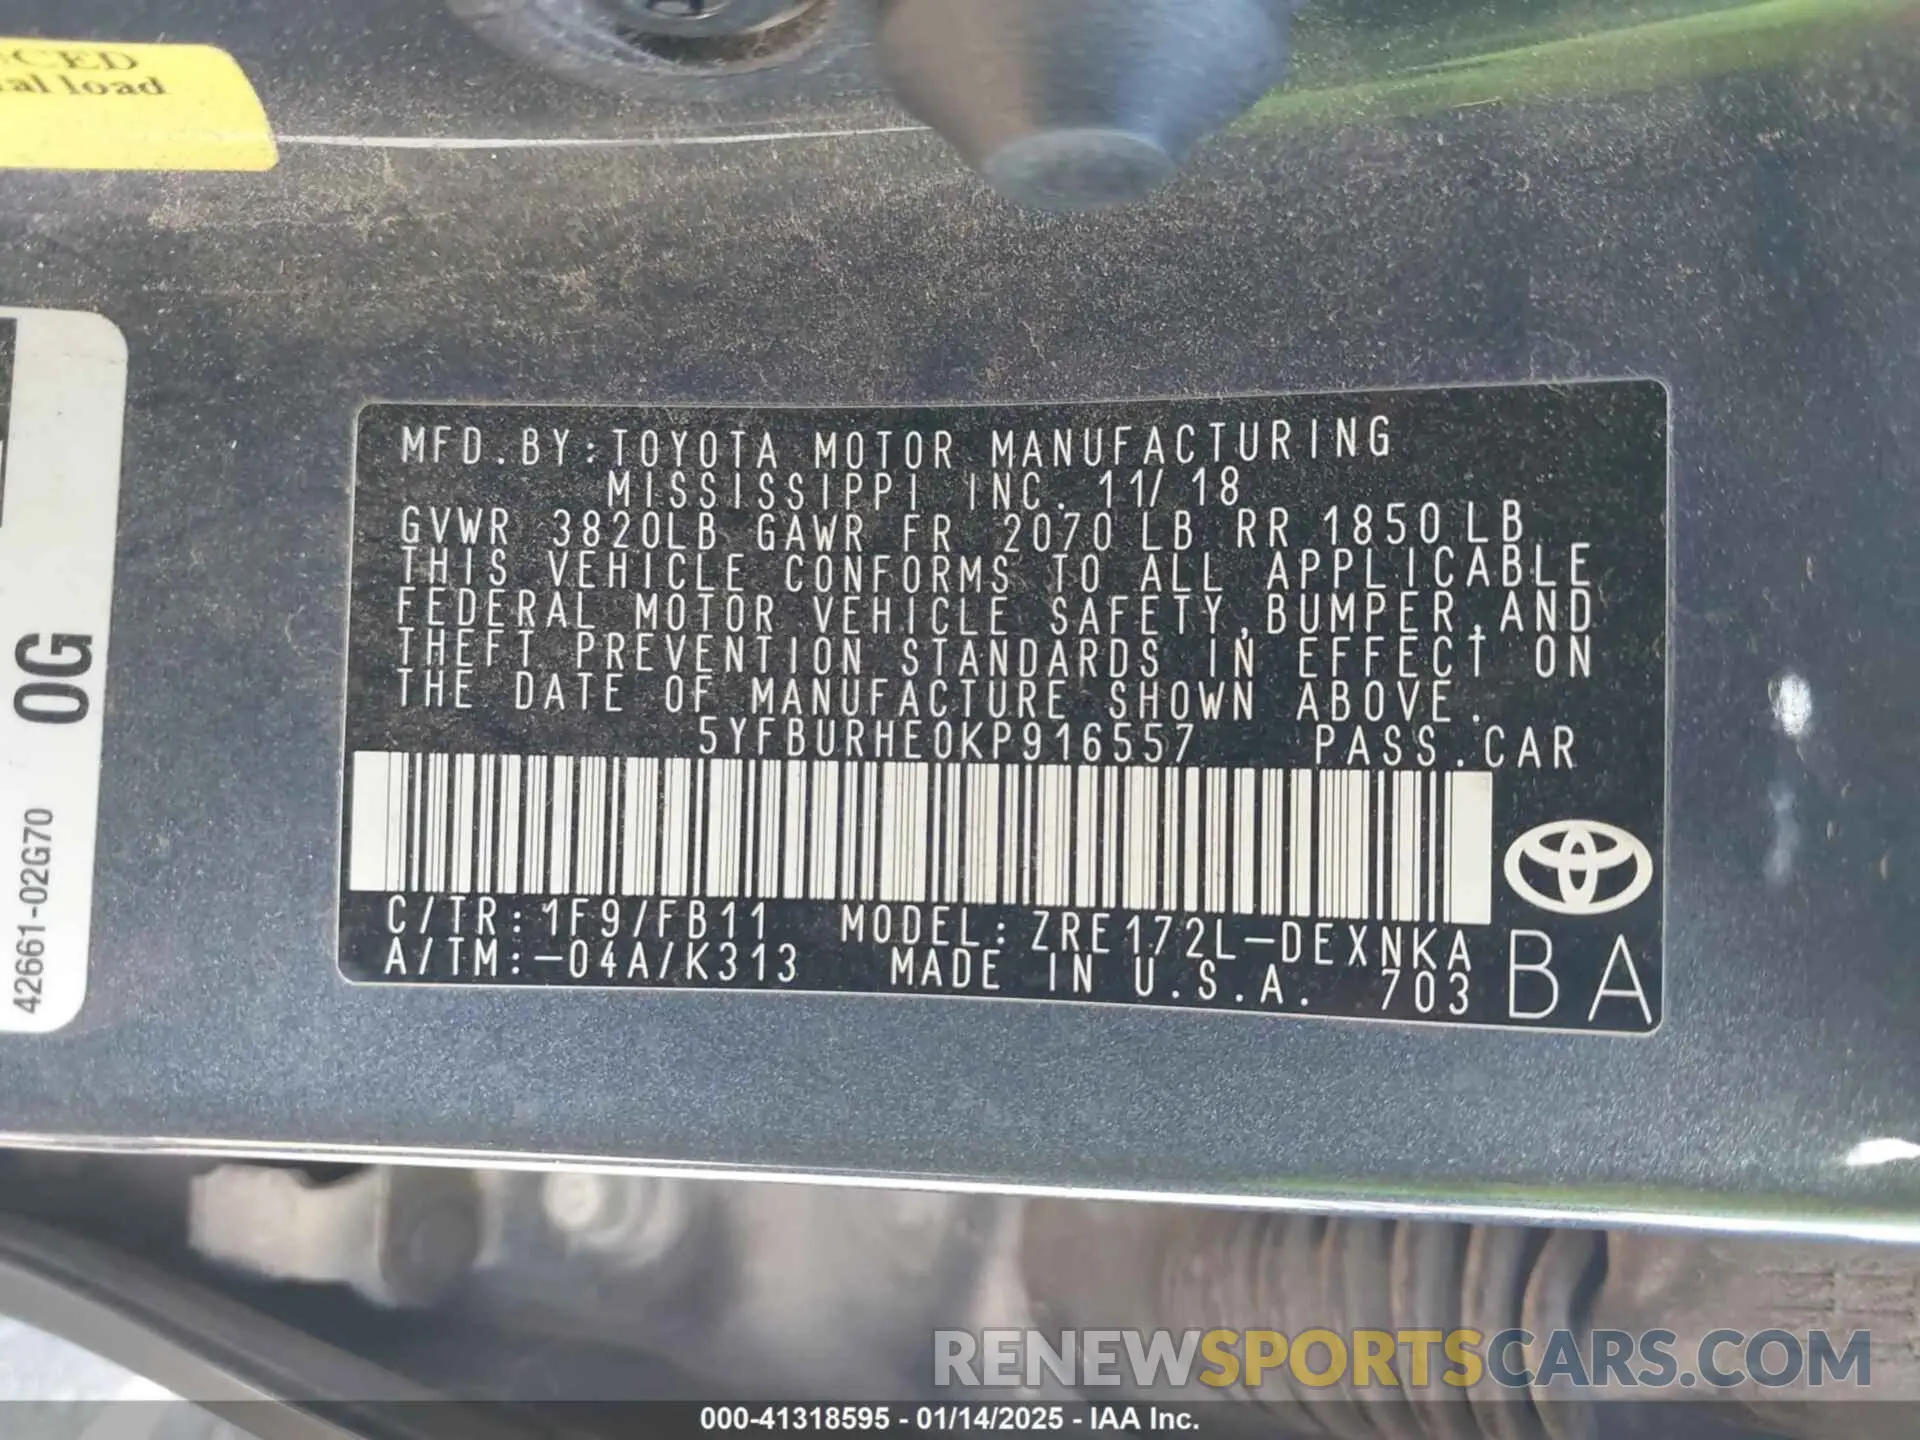 CED
al load
MFD.BY:TOYOTA MOTOR MANUFACTURING
MISSISSIPPI INC. 11/18
GVWR 3820LB GAWR FR 2070 LB RR 1850 LB
THIS VEHICLE CONFORMS TO ALL APPLICABLE
FEDERAL MOTOR VEHICLE SAFETY, BUMPER, AND
THEFT PREVENTION STANDARDS IN EFFECT ON
THE DATE OF MANUFACTURE SHOWN ABOVE.
5YFBURHE0KP916557 PASS.CAR
C/TR:1F9/FB11 MODEL:ZRE172L-DEXNKA
A/TM:-04A/K313 MADE IN U.S.A. 703
BA
0G
42661-02G70
RENEWSPORTSCARS.COM
000-41318595 - 01/14/2025 - IAA Inc.